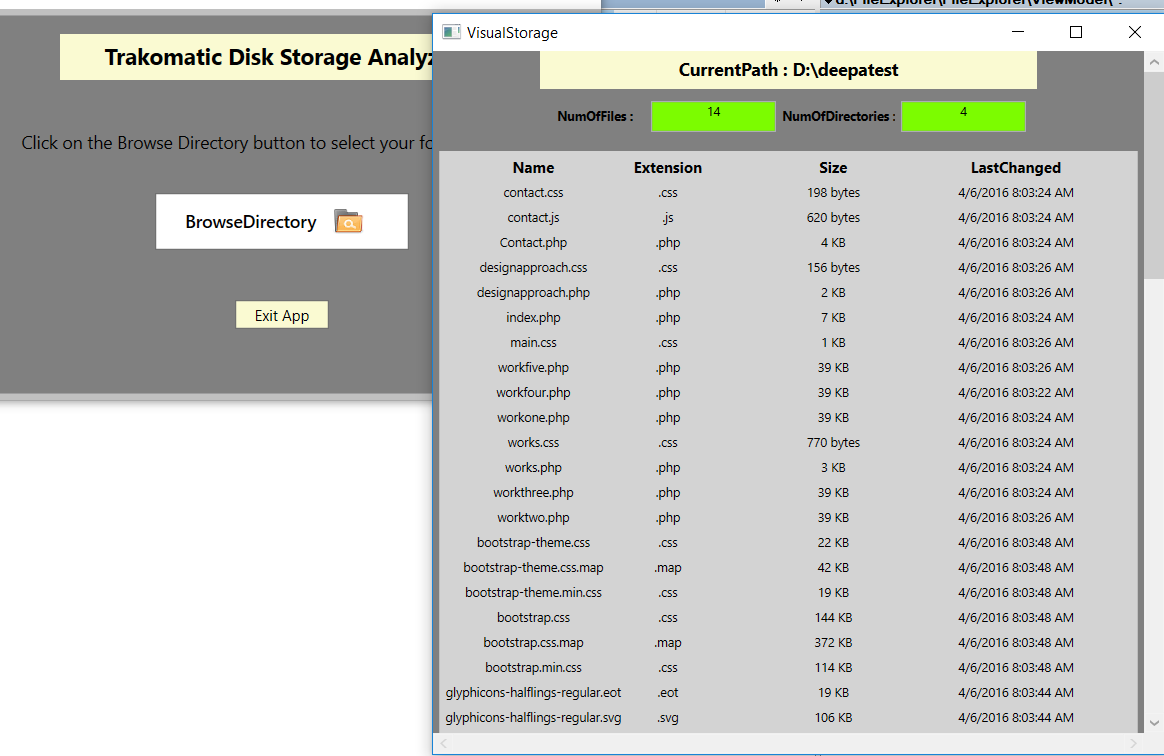 d:\FileExplorer\FileExplorer\ViewModel\
VisualStorage
Trakomatic Disk Storage Analyz
CurrentPath : D:\deepatest
NumOfFiles : 14 NumOfDirectories : 4
Click on the Browse Directory button to select your fo
BrowseDirectory
Exit App
Name Extension Size LastChanged
contact.css .css 198 bytes 4/6/2016 8:03:24 AM
contact.js .js 620 bytes 4/6/2016 8:03:24 AM
Contact.php .php 4 KB 4/6/2016 8:03:24 AM
designapproach.css .css 156 bytes 4/6/2016 8:03:26 AM
designapproach.php .php 2 KB 4/6/2016 8:03:26 AM
index.php .php 7 KB 4/6/2016 8:03:24 AM
main.css .css 1 KB 4/6/2016 8:03:26 AM
workfive.php .php 39 KB 4/6/2016 8:03:26 AM
workfour.php .php 39 KB 4/6/2016 8:03:22 AM
workone.php .php 39 KB 4/6/2016 8:03:24 AM
works.css .css 770 bytes 4/6/2016 8:03:24 AM
works.php .php 3 KB 4/6/2016 8:03:24 AM
workthree.php .php 39 KB 4/6/2016 8:03:24 AM
worktwo.php .php 39 KB 4/6/2016 8:03:26 AM
bootstrap-theme.css .css 22 KB 4/6/2016 8:03:48 AM
bootstrap-theme.css.map .map 42 KB 4/6/2016 8:03:48 AM
bootstrap-theme.min.css .css 19 KB 4/6/2016 8:03:48 AM
bootstrap.css .css 144 KB 4/6/2016 8:03:48 AM
bootstrap.css.map .map 372 KB 4/6/2016 8:03:48 AM
bootstrap.min.css .css 114 KB 4/6/2016 8:03:48 AM
glyphicons-halflings-regular.eot .eot 19 KB 4/6/2016 8:03:44 AM
glyphicons-halflings-regular.svg .svg 106 KB 4/6/2016 8:03:44 AM